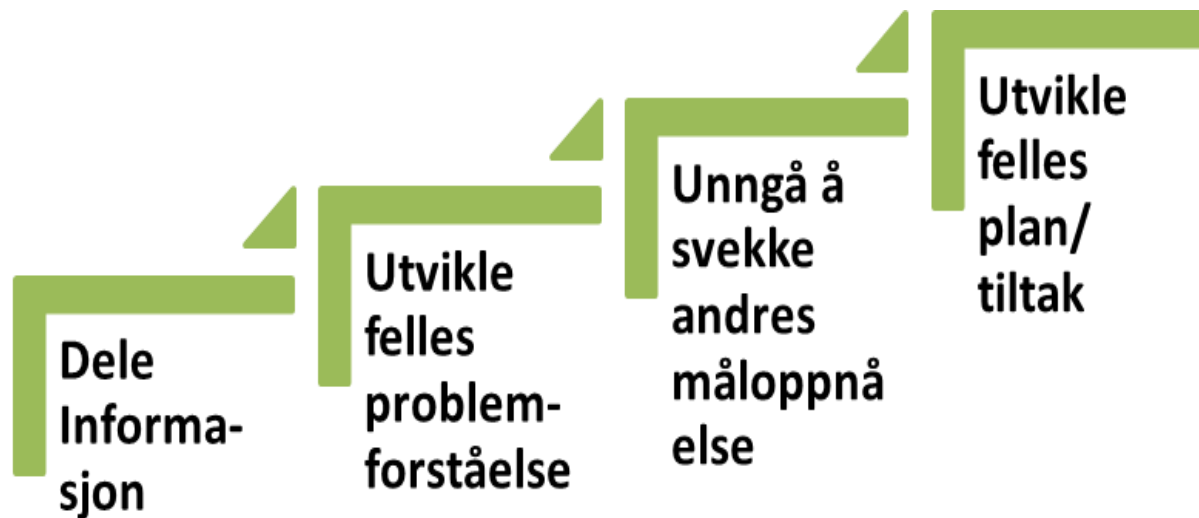 Dele
Informa-
sjon
Utvikle
felles
problem-
forståelse
Unngå å
svekke
andres
måloppnå
else
Utvikle
felles
plan/
tiltak